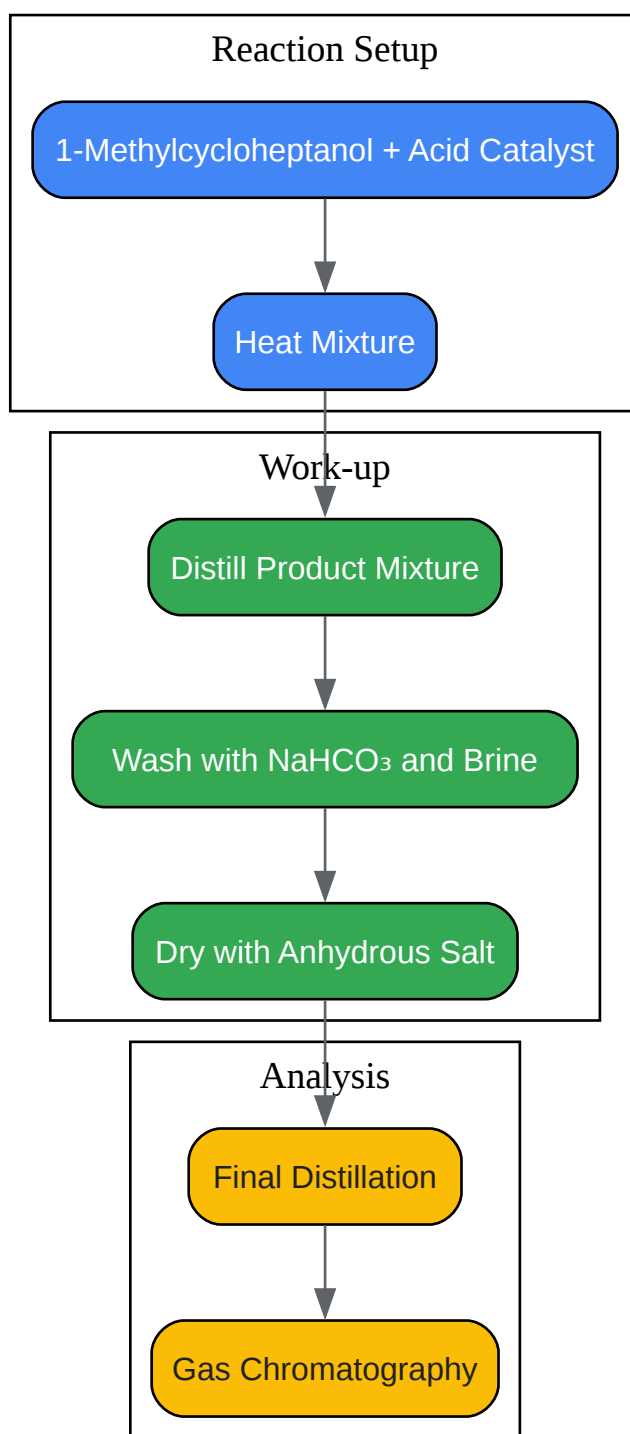 Reaction Setup
1-Methylcycloheptanol + Acid Catalyst
Heat Mixture
Work-up
Distill Product Mixture
Wash with NaHCO₃ and Brine
Dry with Anhydrous Salt
Analysis
Final Distillation
Gas Chromatography